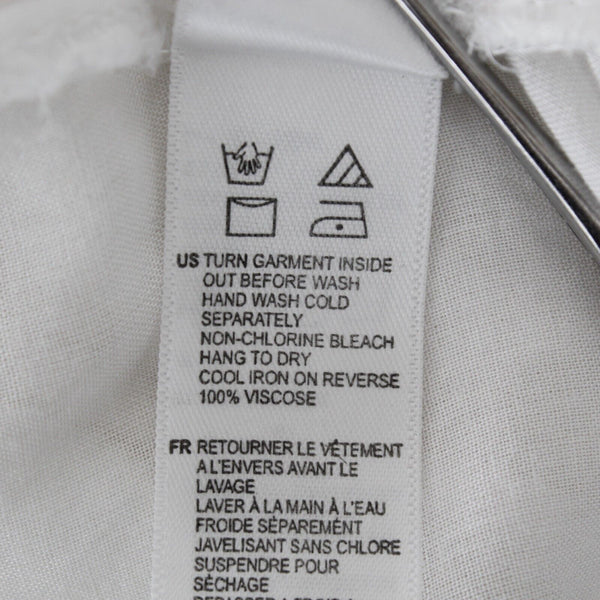 US TURN GARMENT INSIDE
OUT BEFORE WASH
HAND WASH COLD
SEPARATELY
NON-CHLORINE BLEACH
HANG TO DRY
COOL IRON ON REVERSE
100% VISCOSE
FR RETOURNER LE VÊTEMENT
A L'ENVERS AVANT LE
LAVAGE
LAVER À LA MAIN À L'EAU
FROIDE SÉPARÉMENT
JAVELISANT SANS CHLORE
SUSPENDRE POUR
SÉCHAGE